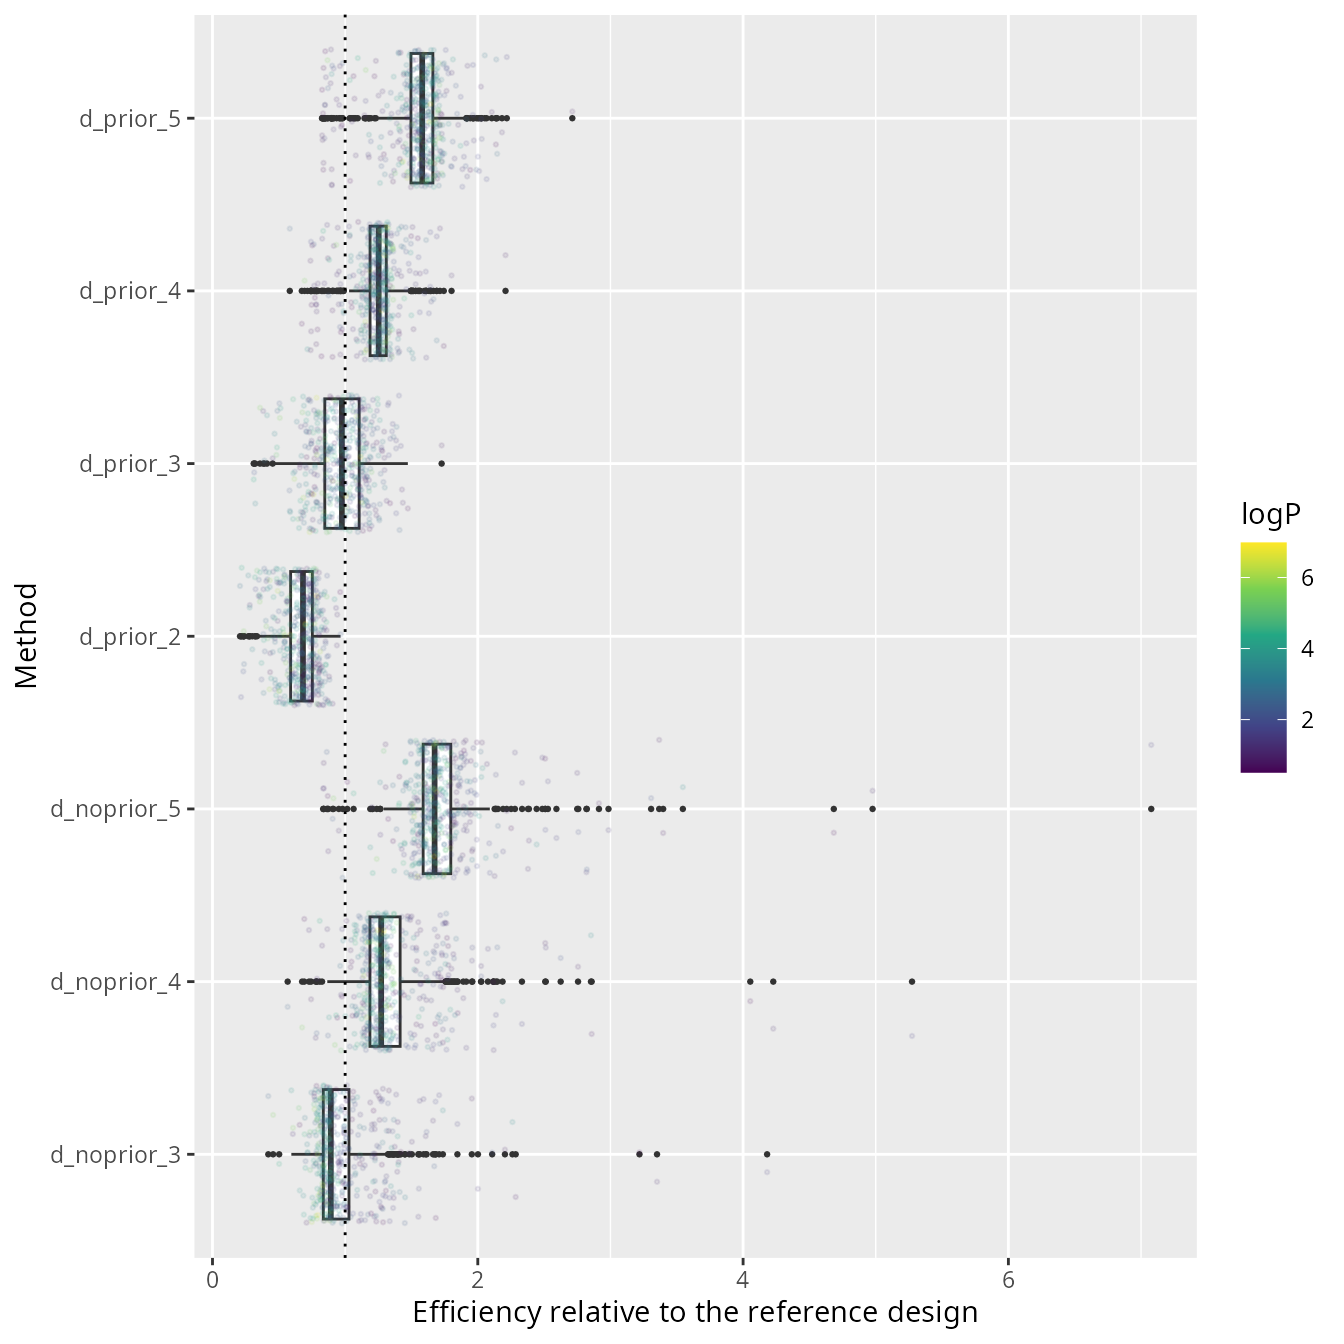 d_prior_5
d_prior_4
d_prior_3
d_prior_2
d_noprior_5
d_noprior_4
d_noprior_3
Method
0 2 4 6
Efficiency relative to the reference design
logP
6
4
2